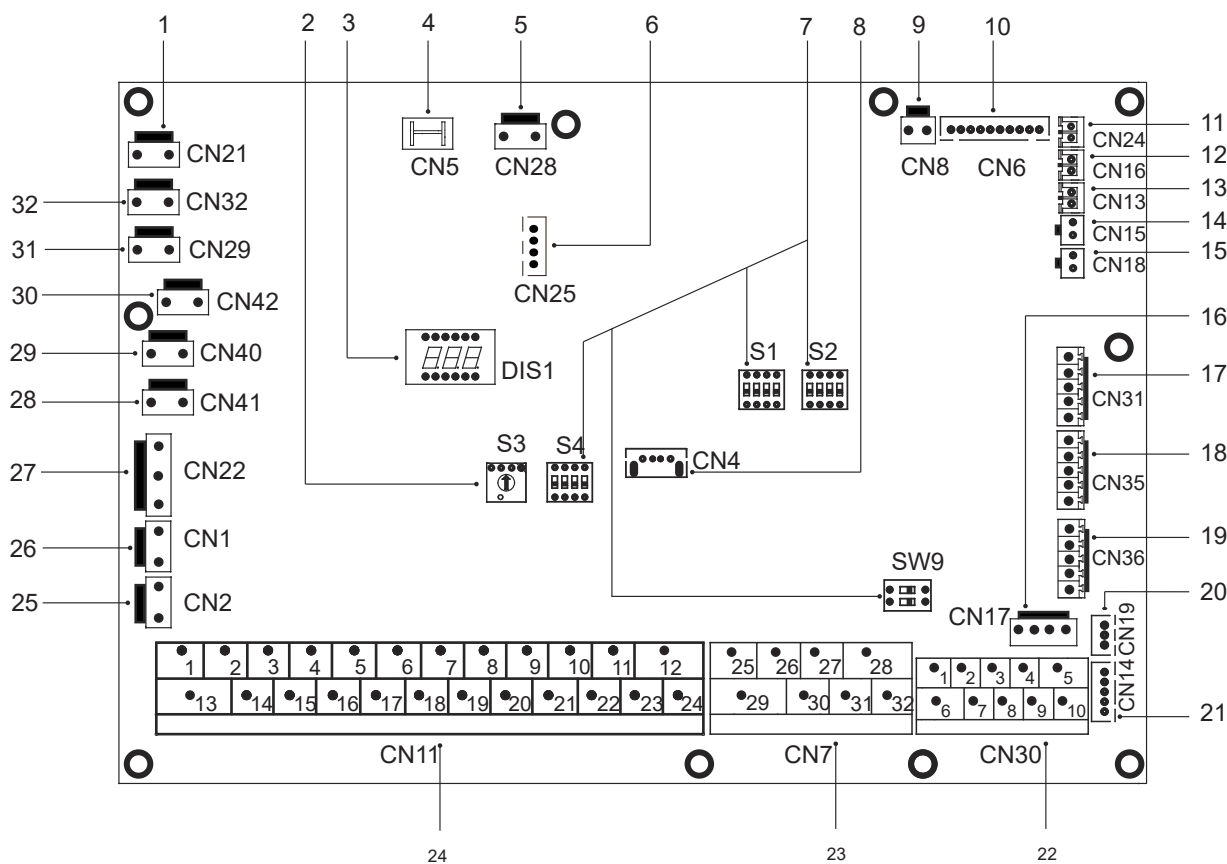 1 2 3 4 5 6 7 8 9 10
CN21
CN32
CN29
CN42
CN40
CN41
CN22
CN1
CN2
CN5
CN28
CN25
DIS1
S3
S4
S1
S2
CN4
SW9
CN8
CN6
CN24
CN16
CN13
CN15
CN18
CN31
CN35
CN36
CN17
CN19
CN14
11
12
13
14
15
16
17
18
19
20
21
32
31
30
29
28
27
26
25
1 2 3 4 5 6 7 8 9 10 11 12
13 14 15 16 17 18 19 20 21 22 23 24
CN11
25 26 27 28
29 30 31 32
CN7
1 2 3 4 5
6 7 8 9 10
CN30
24 23 22